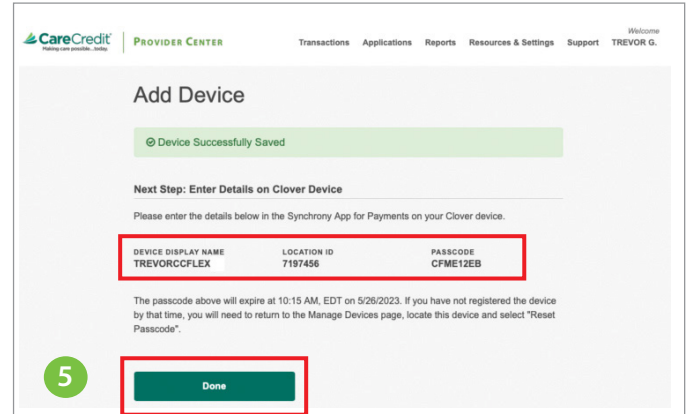 Welcome
CareCredit PROVIDER CENTER Transactions Applications Reports Resources & Settings Support TREVOR G.
Making care possible...today.
Add Device
Device Successfully Saved
Next Step: Enter Details on Clover Device
Please enter the details below in the Synchrony App for Payments on your Clover device.
DEVICE DISPLAY NAME LOCATION ID PASSCODE
TREVORCCFLEX 7197456 CFME12EB
The passcode above will expire at 10:15 AM, EDT on 5/26/2023. If you have not registered the device
by that time, you will need to return to the Manage Devices page, locate this device and select "Reset
Passcode".
5
Done